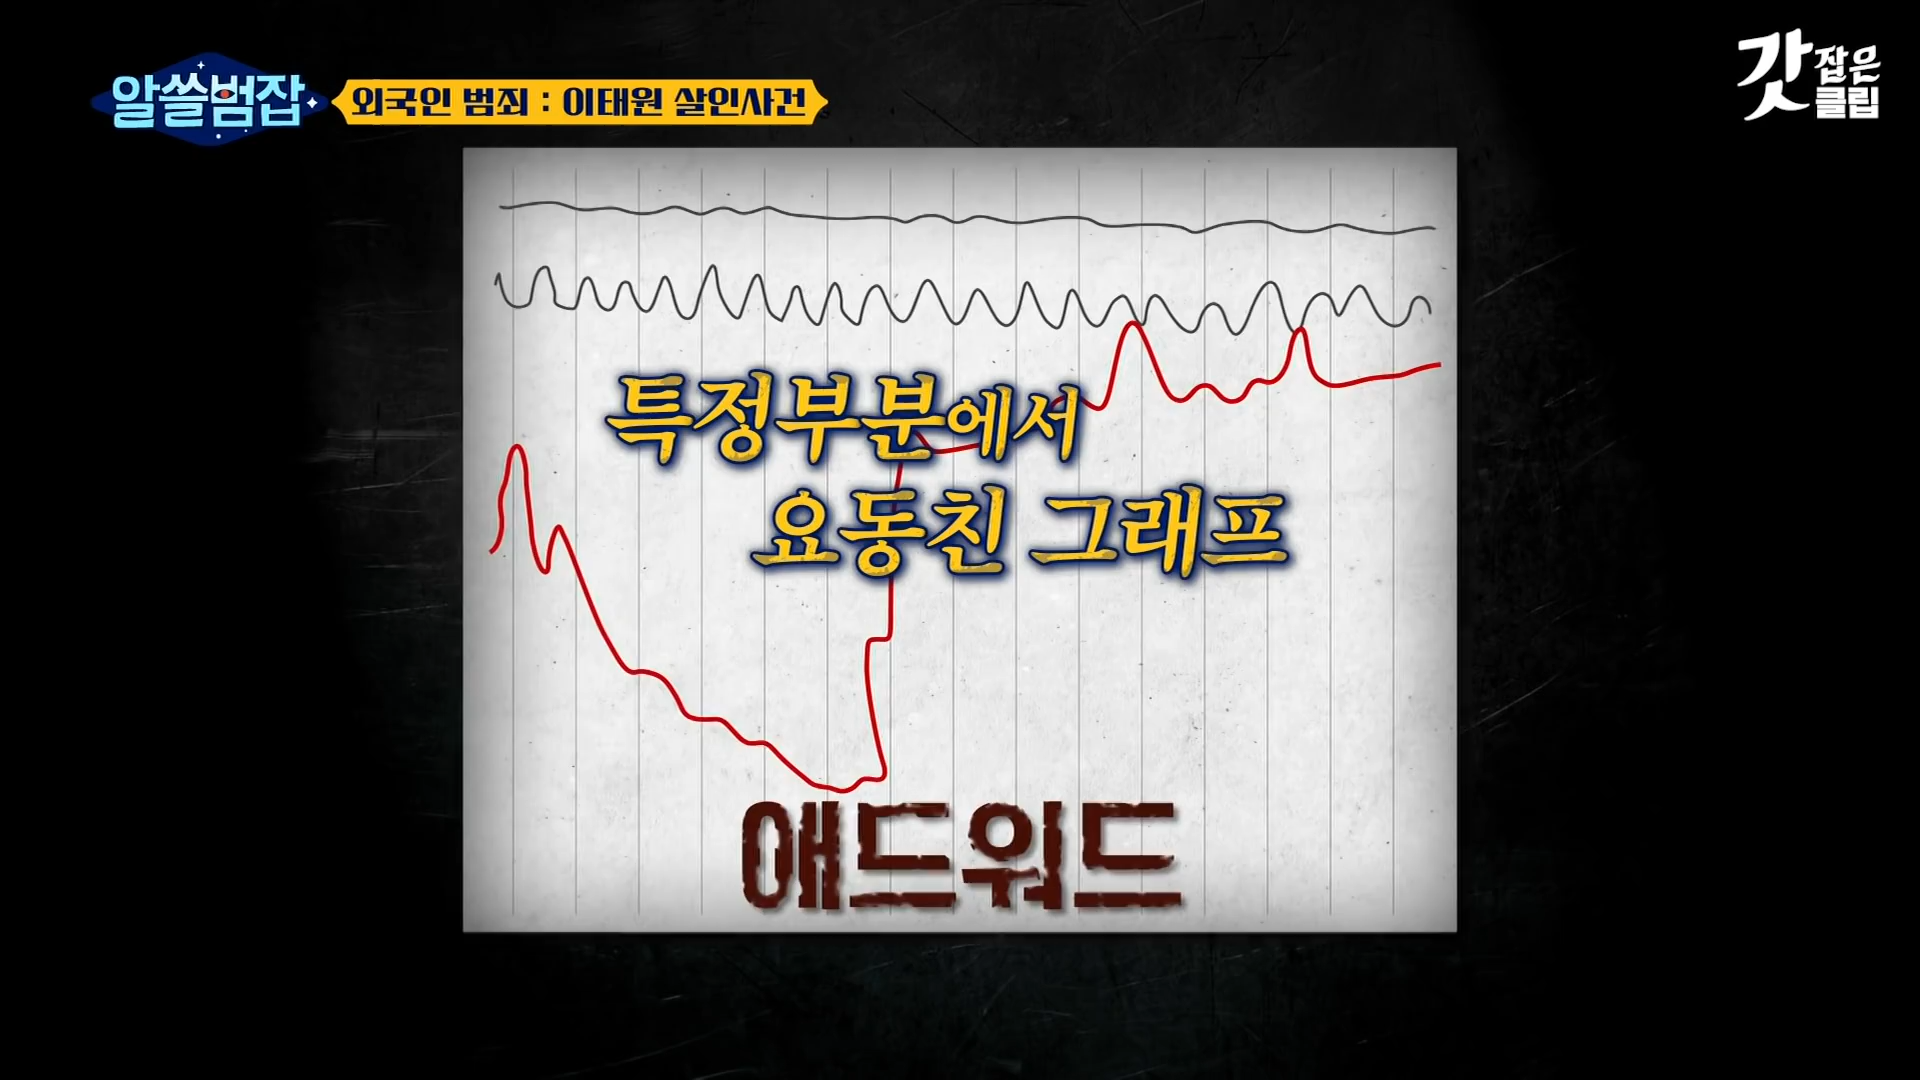 알쓸범잡
외국인 범죄 : 이태원 살인사건
갓잡은클립
특정부분에서
요동친 그래프
애드워드